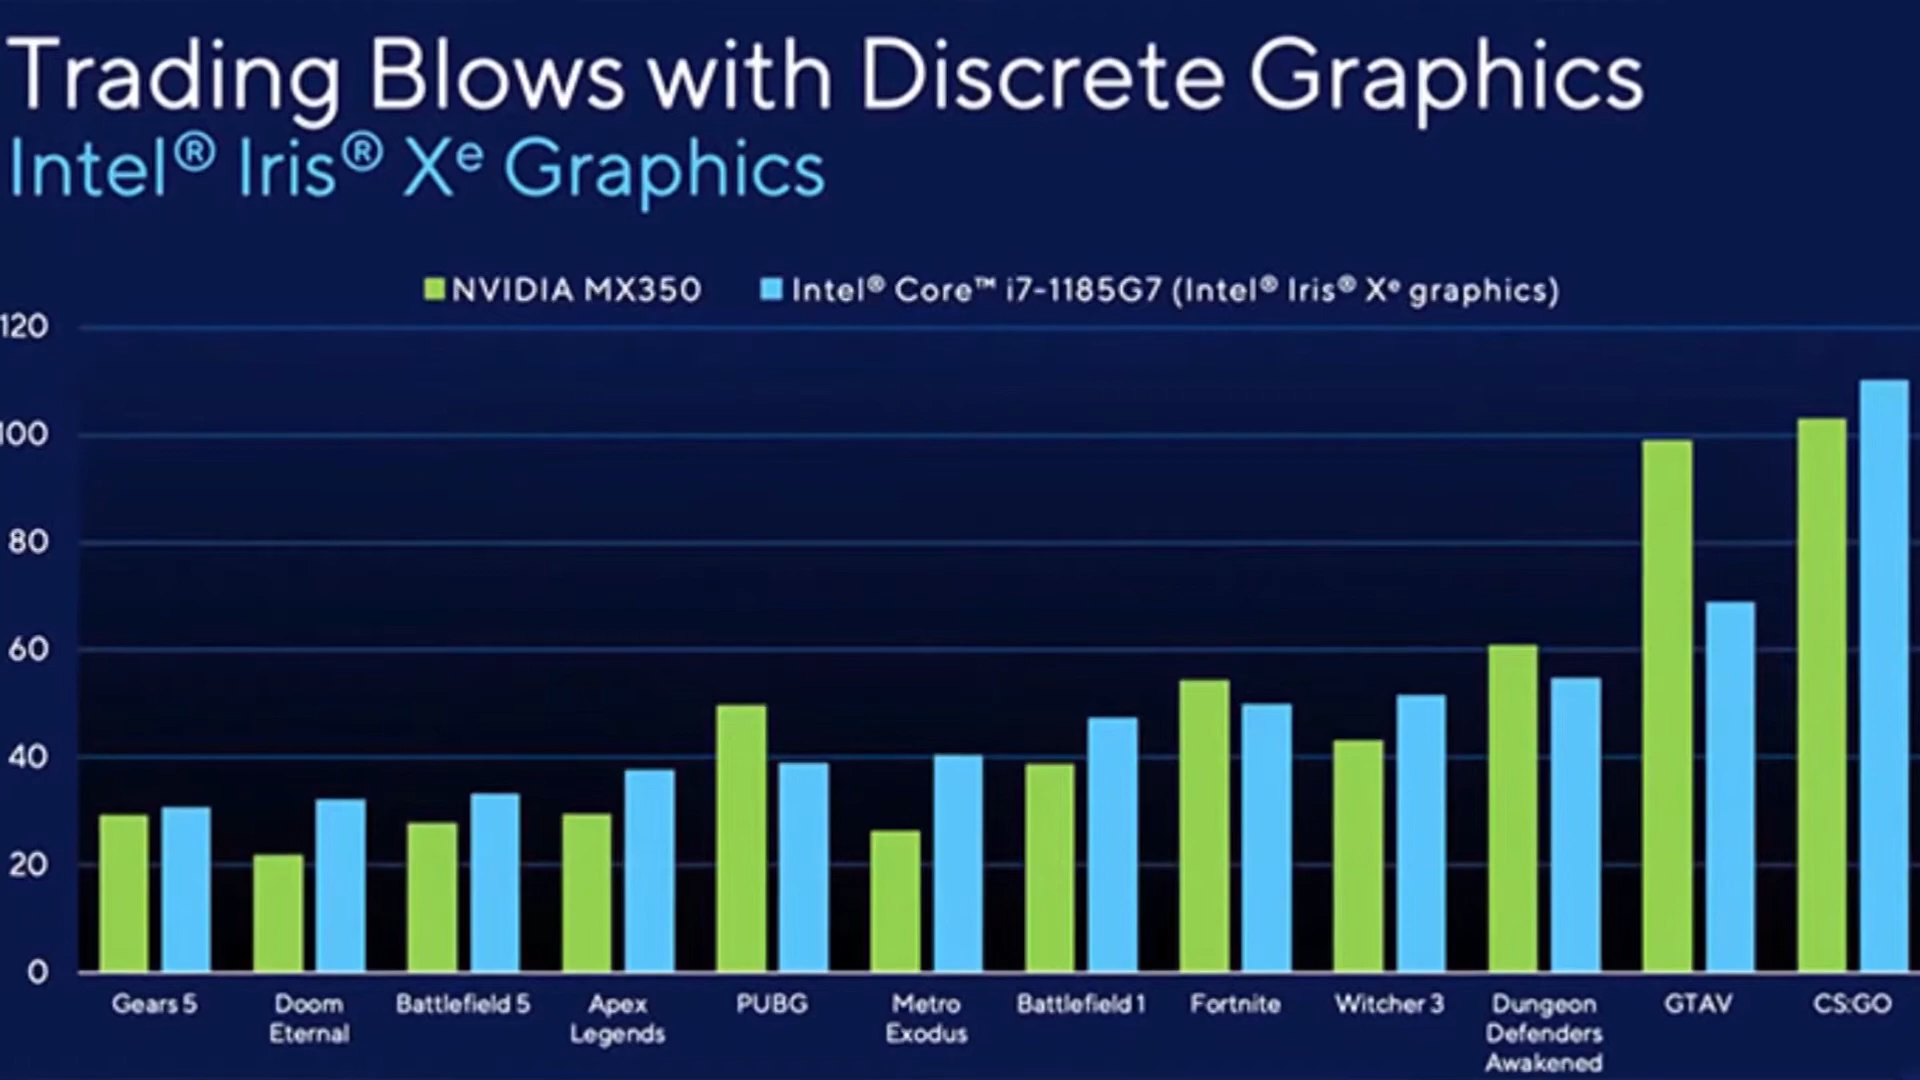 Trading Blows with Discrete Graphics
Intel® Iris® Xe Graphics
NVIDIA MX350
Intel® Core™ i7-1185G7 (Intel® Iris® Xe graphics)
120
100
80
60
40
20
0
Gears 5
Doom
Eternal
Battlefield 5
Apex
Legends
PUBG
Metro
Exodus
Battlefield 1
Fortnite
Witcher 3
Dungeon
Defenders
Awakened
GTAV
CS:GO